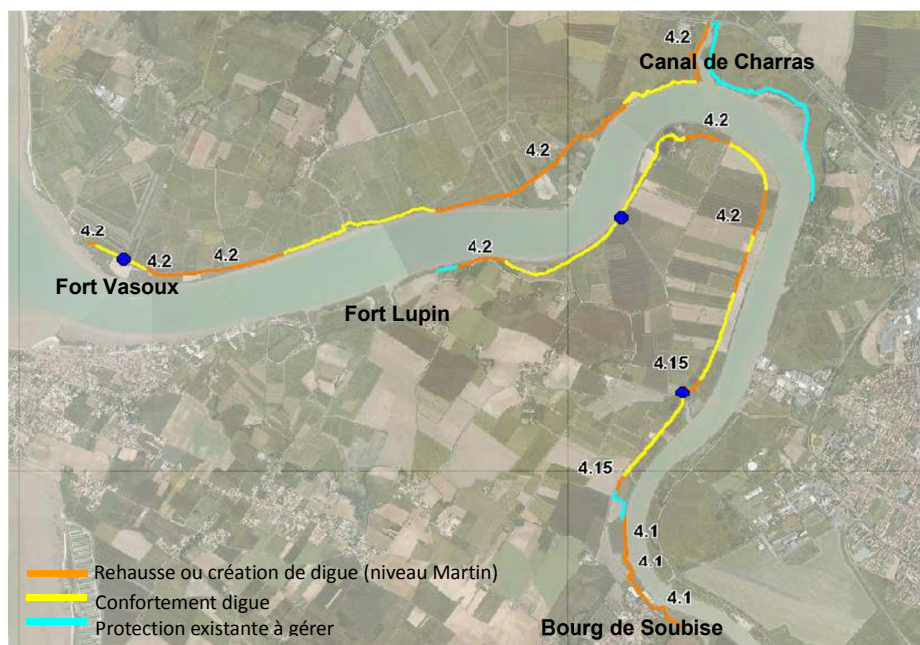 4.2
Canal de Charras
4.2
4.2
4.2
4.2
4.2
4.2
4.2
Fort Vasoux
Fort Lupin
4.15
4.15
4.1
4.1
4.1
Bourg de Soubise
Rehausse ou création de digue (niveau Martin)
Confortement digue
Protection existante à gérer